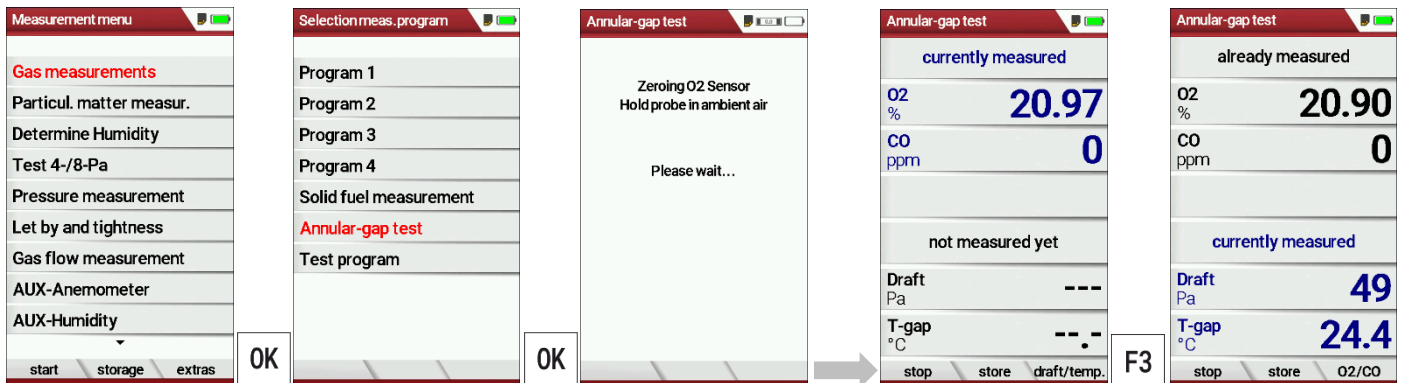 Measurement menu
Gas measurements
Particul. matter measur.
Determine Humidity
Test 4-/8-Pa
Pressure measurement
Let by and tightness
Gas flow measurement
AUX-Anemometer
AUX-Humidity
start storage extras
OK
Selection meas.program
Program 1
Program 2
Program 3
Program 4
Solid fuel measurement
Annular-gap test
Test program
OK
Annular-gap test
Zeroing O2 Sensor
Hold probe in ambient air
Please wait...
Annular-gap test
currently measured
O2 20.97
%
CO 0
ppm
not measured yet
Draft ---
Pa
T-gap --.-
°C
stop store draft/temp.
F3
Annular-gap test
already measured
O2 20.90
%
CO 0
ppm
currently measured
Draft 49
Pa
T-gap 24.4
°C
stop store O2/CO